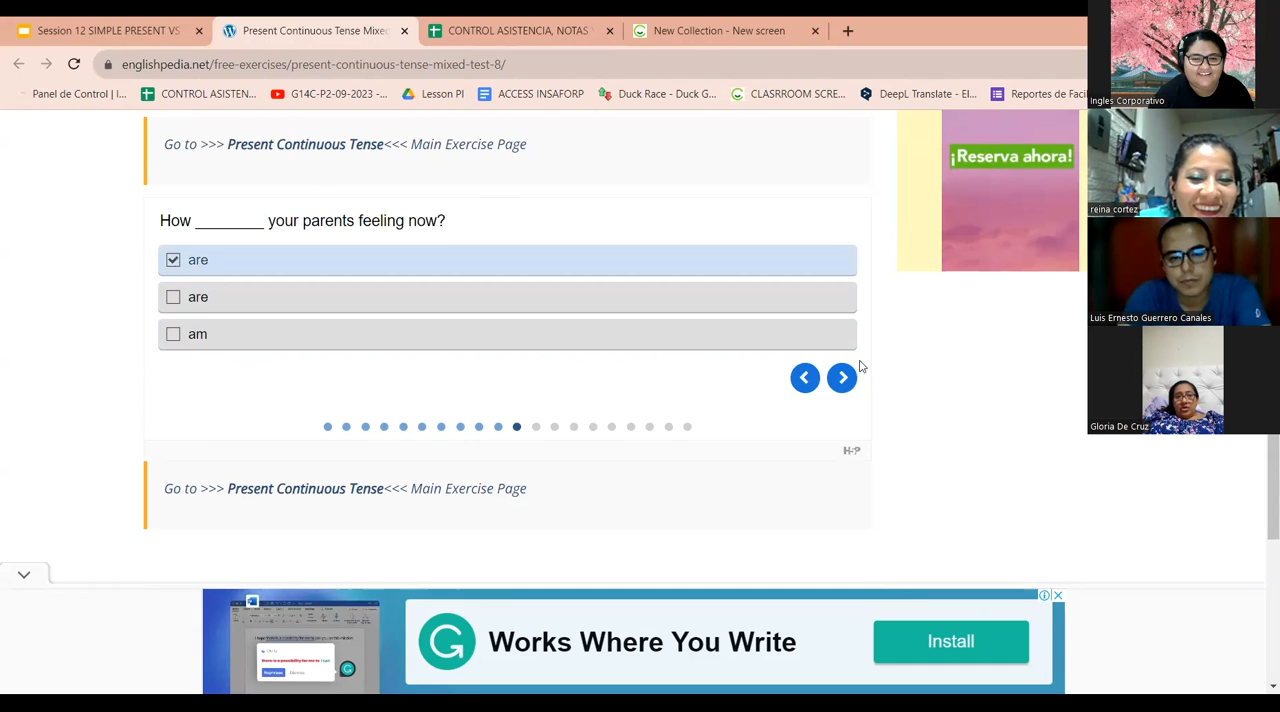 Session 12 SIMPLE PRESENT VS
Present Continuous Tense Mixe
CONTROL ASISTENCIA, NOTAS
New Collection - New screen
englishpedia.net/free-exercises/present-continuous-tense-mixed-test-8/
Panel de Control | I...
CONTROL ASISTEN...
G14C-P2-09-2023 -...
Lesson PI
ACCESS INSAFORP
Duck Race - Duck G...
CLASRROOM SCRE...
DeepL Translate - El...
Reportes de Facil
Ingles Corporativo
Go to >>> Present Continuous Tense<<< Main Exercise Page
¡Reserva ahora!
reina cortez
How ________ your parents feeling now?
are
are
am
Luis Ernesto Guerrero Canales
Gloria De Cruz
H-P
Go to >>> Present Continuous Tense<<< Main Exercise Page
Works Where You Write
Install